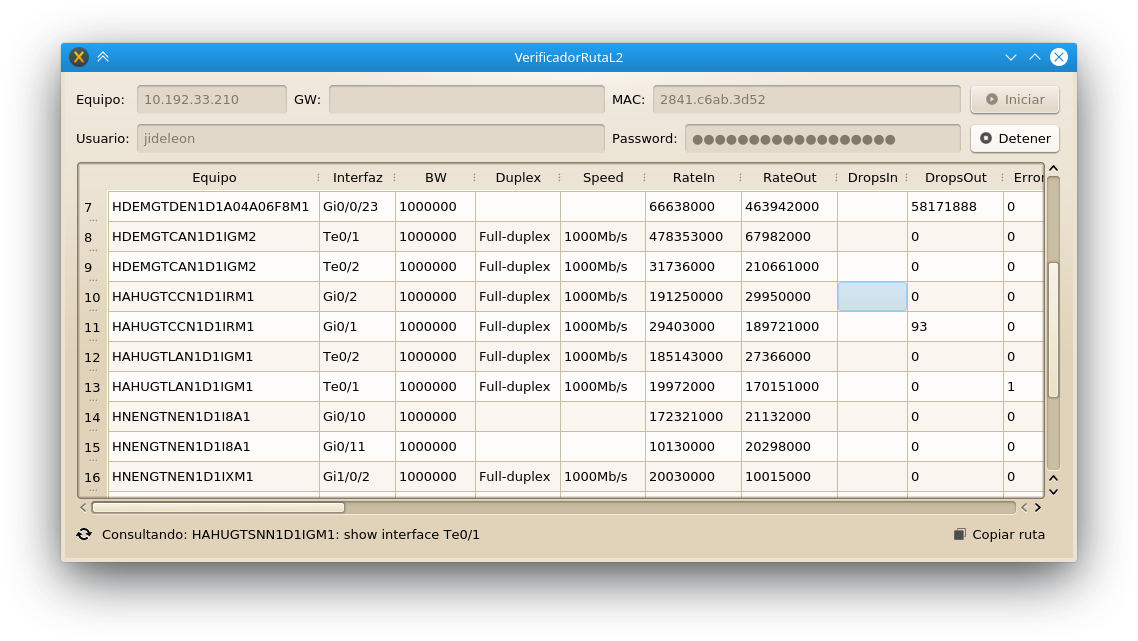 VerificadorRutaL2
Equipo: 10.192.33.210 GW: MAC: 2841.c6ab.3d52 Iniciar
Usuario: jideleon Password: ●●●●●●●●●●●●●●●●●● Detener
Equipo Interfaz BW Duplex Speed RateIn RateOut DropsIn DropsOut Error
7 HDEMGTDEN1D1A04A06F8M1 Gi0/0/23 1000000 66638000 463942000 58171888 0
8 HDEMGTCAN1D1IGM2 Te0/1 1000000 Full-duplex 1000Mb/s 478353000 67982000 0 0
9 HDEMGTCAN1D1IGM2 Te0/2 1000000 Full-duplex 1000Mb/s 31736000 210661000 0 0
10 HAHUGTCCN1D1IRM1 Gi0/2 1000000 Full-duplex 1000Mb/s 191250000 29950000 0 0
11 HAHUGTCCN1D1IRM1 Gi0/1 1000000 Full-duplex 1000Mb/s 29403000 189721000 93 0
12 HAHUGTLAN1D1IGM1 Te0/2 1000000 Full-duplex 1000Mb/s 185143000 27366000 0 0
13 HAHUGTLAN1D1IGM1 Te0/1 1000000 Full-duplex 1000Mb/s 19972000 170151000 0 1
14 HNENGTNEN1D1I8A1 Gi0/10 1000000 172321000 21132000 0 0
15 HNENGTNEN1D1I8A1 Gi0/11 1000000 10130000 20298000 0 0
16 HNENGTNEN1D1IXM1 Gi1/0/2 1000000 Full-duplex 1000Mb/s 20030000 10015000 0 0
Consultando: HAHUGTSNN1D1IGM1: show interface Te0/1 Copiar ruta